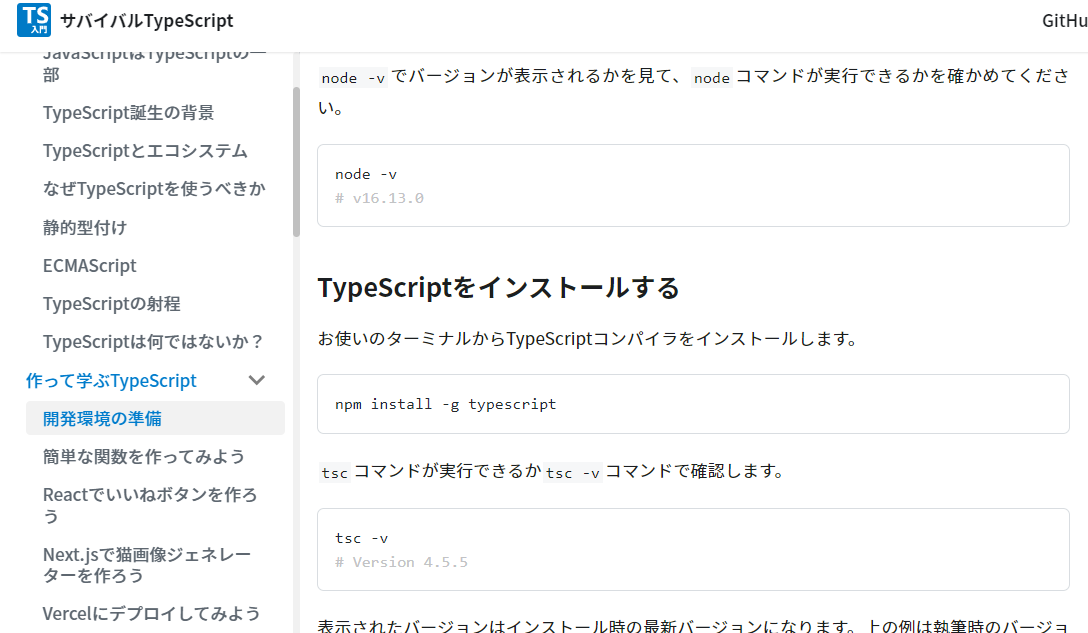 TS
入門
サバイバルTypeScript
GitHu
JavaScriptはTypeScriptの一
部
TypeScript誕生の背景
TypeScriptとエコシステム
なぜTypeScriptを使うべきか
静的型付け
ECMAScript
TypeScriptの射程
TypeScriptは何ではないか？
作って学ぶTypeScript
開発環境の準備
簡単な関数を作ってみよう
Reactでいいねボタンを作ろ
う
Next.jsで猫画像ジェネレー
ターを作ろう
Vercelにデプロイしてみよう
node -v でバージョンが表示されるかを見て、 node コマンドが実行できるかを確かめてくださ
い。
node -v
# v16.13.0
TypeScriptをインストールする
お使いのターミナルからTypeScriptコンパイラをインストールします。
npm install -g typescript
tsc コマンドが実行できるか tsc -v コマンドで確認します。
tsc -v
# Version 4.5.5
表示されたバージョンはインストール時の最新バージョンになります。上の例は執筆時のバージョ